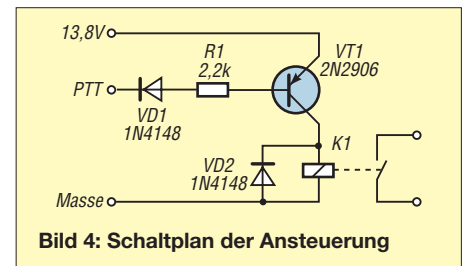 13,8V
R1
2,2k
VT1
2N2906
PTT
VD1
1N4148
K1
VD2
1N4148
Masse
Bild 4: Schaltplan der Ansteuerung